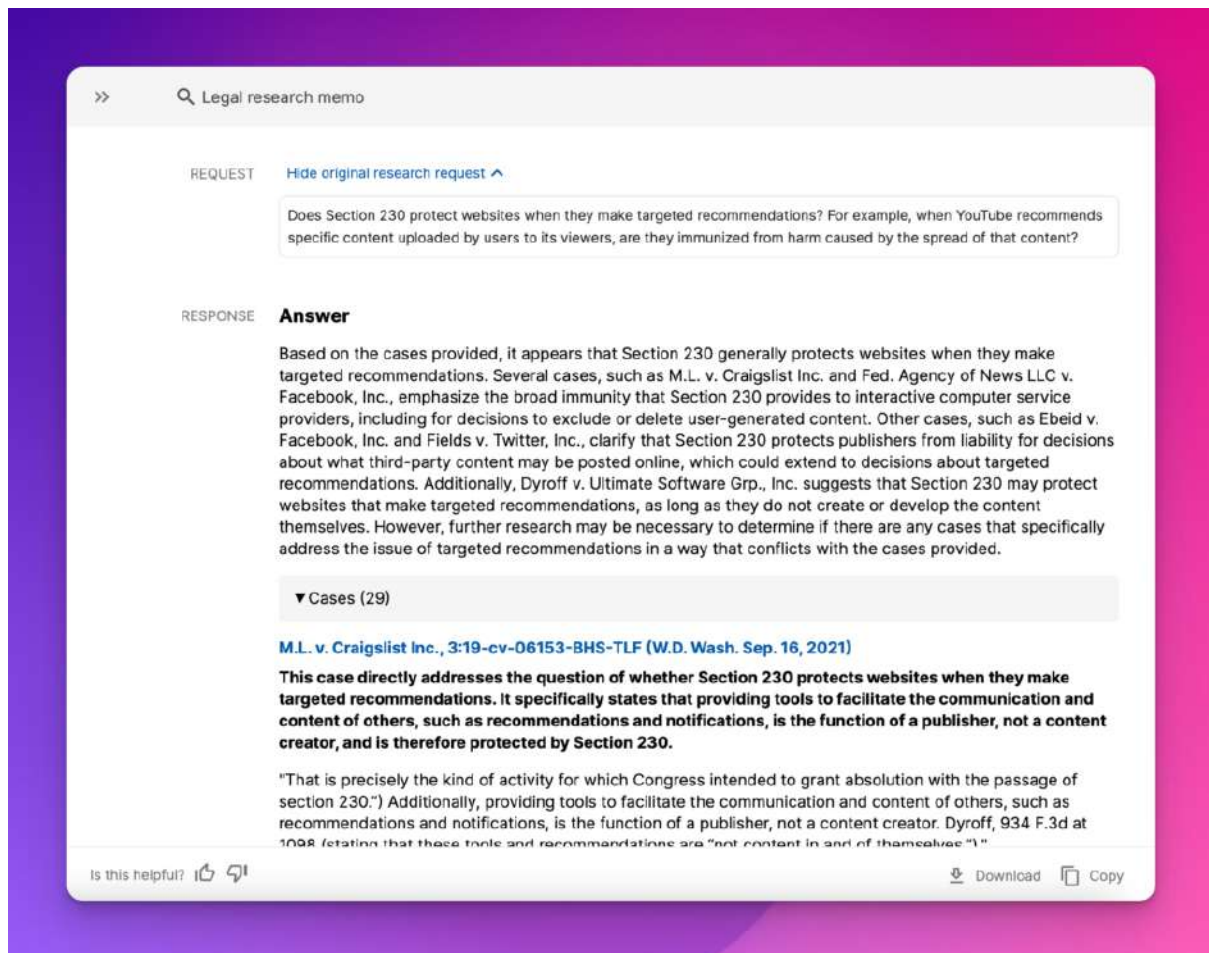 Legal research memo
REQUEST
Hide original research request
Does Section 230 protect websites when they make targeted recommendations? For example, when YouTube recommends
specific content uploaded by users to its viewers, are they immunized from harm caused by the spread of that content?
RESPONSE
Answer
Based on the cases provided, it appears that Section 230 generally protects websites when they make
targeted recommendations. Several cases, such as M.L. v. Craigslist Inc. and Fed. Agency of News LLC v.
Facebook, Inc., emphasize the broad immunity that Section 230 provides to interactive computer service
providers, including for decisions to exclude or delete user-generated content. Other cases, such as Ebeid v.
Facebook, Inc. and Fields v. Twitter, Inc., clarify that Section 230 protects publishers from liability for decisions
about what third-party content may be posted online, which could extend to decisions about targeted
recommendations. Additionally, Dyroff v. Ultimate Software Grp., Inc. suggests that Section 230 may protect
websites that make targeted recommendations, as long as they do not create or develop the content
themselves. However, further research may be necessary to determine if there are any cases that specifically
address the issue of targeted recommendations in a way that conflicts with the cases provided.
Cases (29)
M.L. v. Craigslist Inc., 3:19-cv-06153-BHS-TLF (W.D. Wash. Sep. 16, 2021)
This case directly addresses the question of whether Section 230 protects websites when they make
targeted recommendations. It specifically states that providing tools to facilitate the communication and
content of others, such as recommendations and notifications, is the function of a publisher, not a content
creator, and is therefore protected by Section 230.
"That is precisely the kind of activity for which Congress intended to grant absolution with the passage of
section 230.") Additionally, providing tools to facilitate the communication and content of others, such as
recommendations and notifications, is the function of a publisher, not a content creator. Dyroff, 934 F.3d at
1098 (stating that these tools and recommendations are "not content in and of themselves.")."
Is this helpful?
Download
Copy